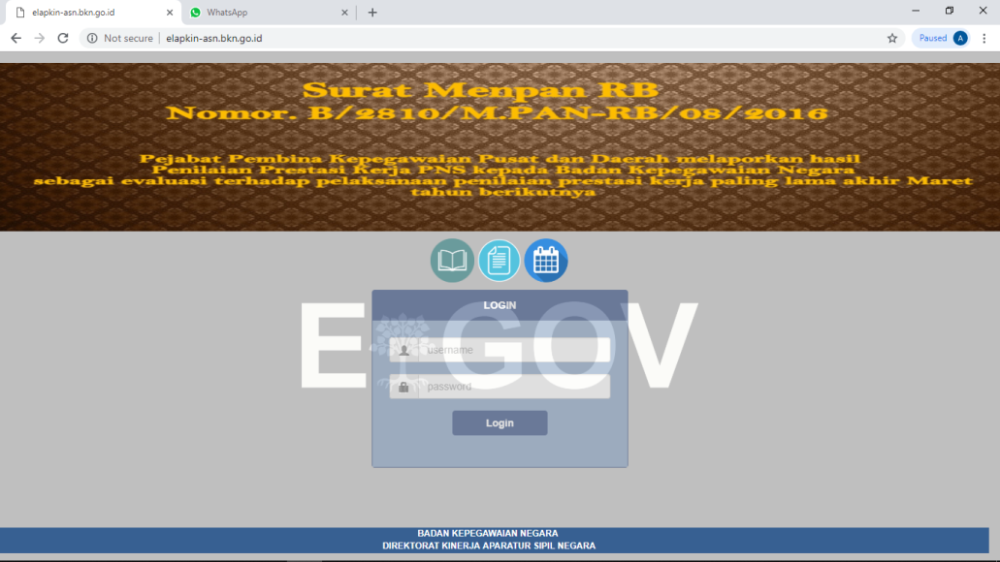 elapkin-asn.bkn.go.id
WhatsApp
Not secure
elapkin-asn.bkn.go.id
Paused
A
Surat Menpan RB
Nomor. B/2810/M.PAN-RB/08/2016
Pejabat Pembina Kepegawaian Pusat dan Daerah melaporkan hasil
Penilaian Prestasi Kerja PNS kepada Badan Kepegawaian Negara
sebagai evaluasi terhadap pelaksanaan penilaian prestasi kerja paling lama akhir Maret
tahun berikutnya
LOGIN
E GOV
username
password
Login
BADAN KEPEGAWAIAN NEGARA
DIREKTORAT KINERJA APARATUR SIPIL NEGARA